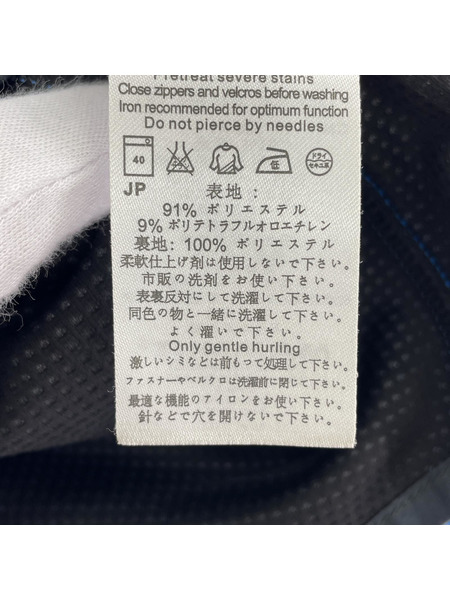 Pretreat severe stains
Close zippers and velcros before washing
Iron recommended for optimum function
Do not pierce by needles
40 低 ドライ セキユ系
JP 表地:
91% ポリエステル
9% ポリテトラフルオロエチレン
裏地: 100% ポリエステル
柔軟仕上げ剤は使用しないで下さい。
市販の洗剤をお使い下さい。
表裏反対にして洗濯して下さい。
同色の物と一緒に洗濯して下さい。
よく濯いで下さい。
Only gentle hurling
激しいシミなどは前もって処理して下さい。
ファスナーやベルクロは洗濯前に閉じて下さい。
最適な機能のアイロンをお使い下さい。
針などで穴を開けないで下さい。